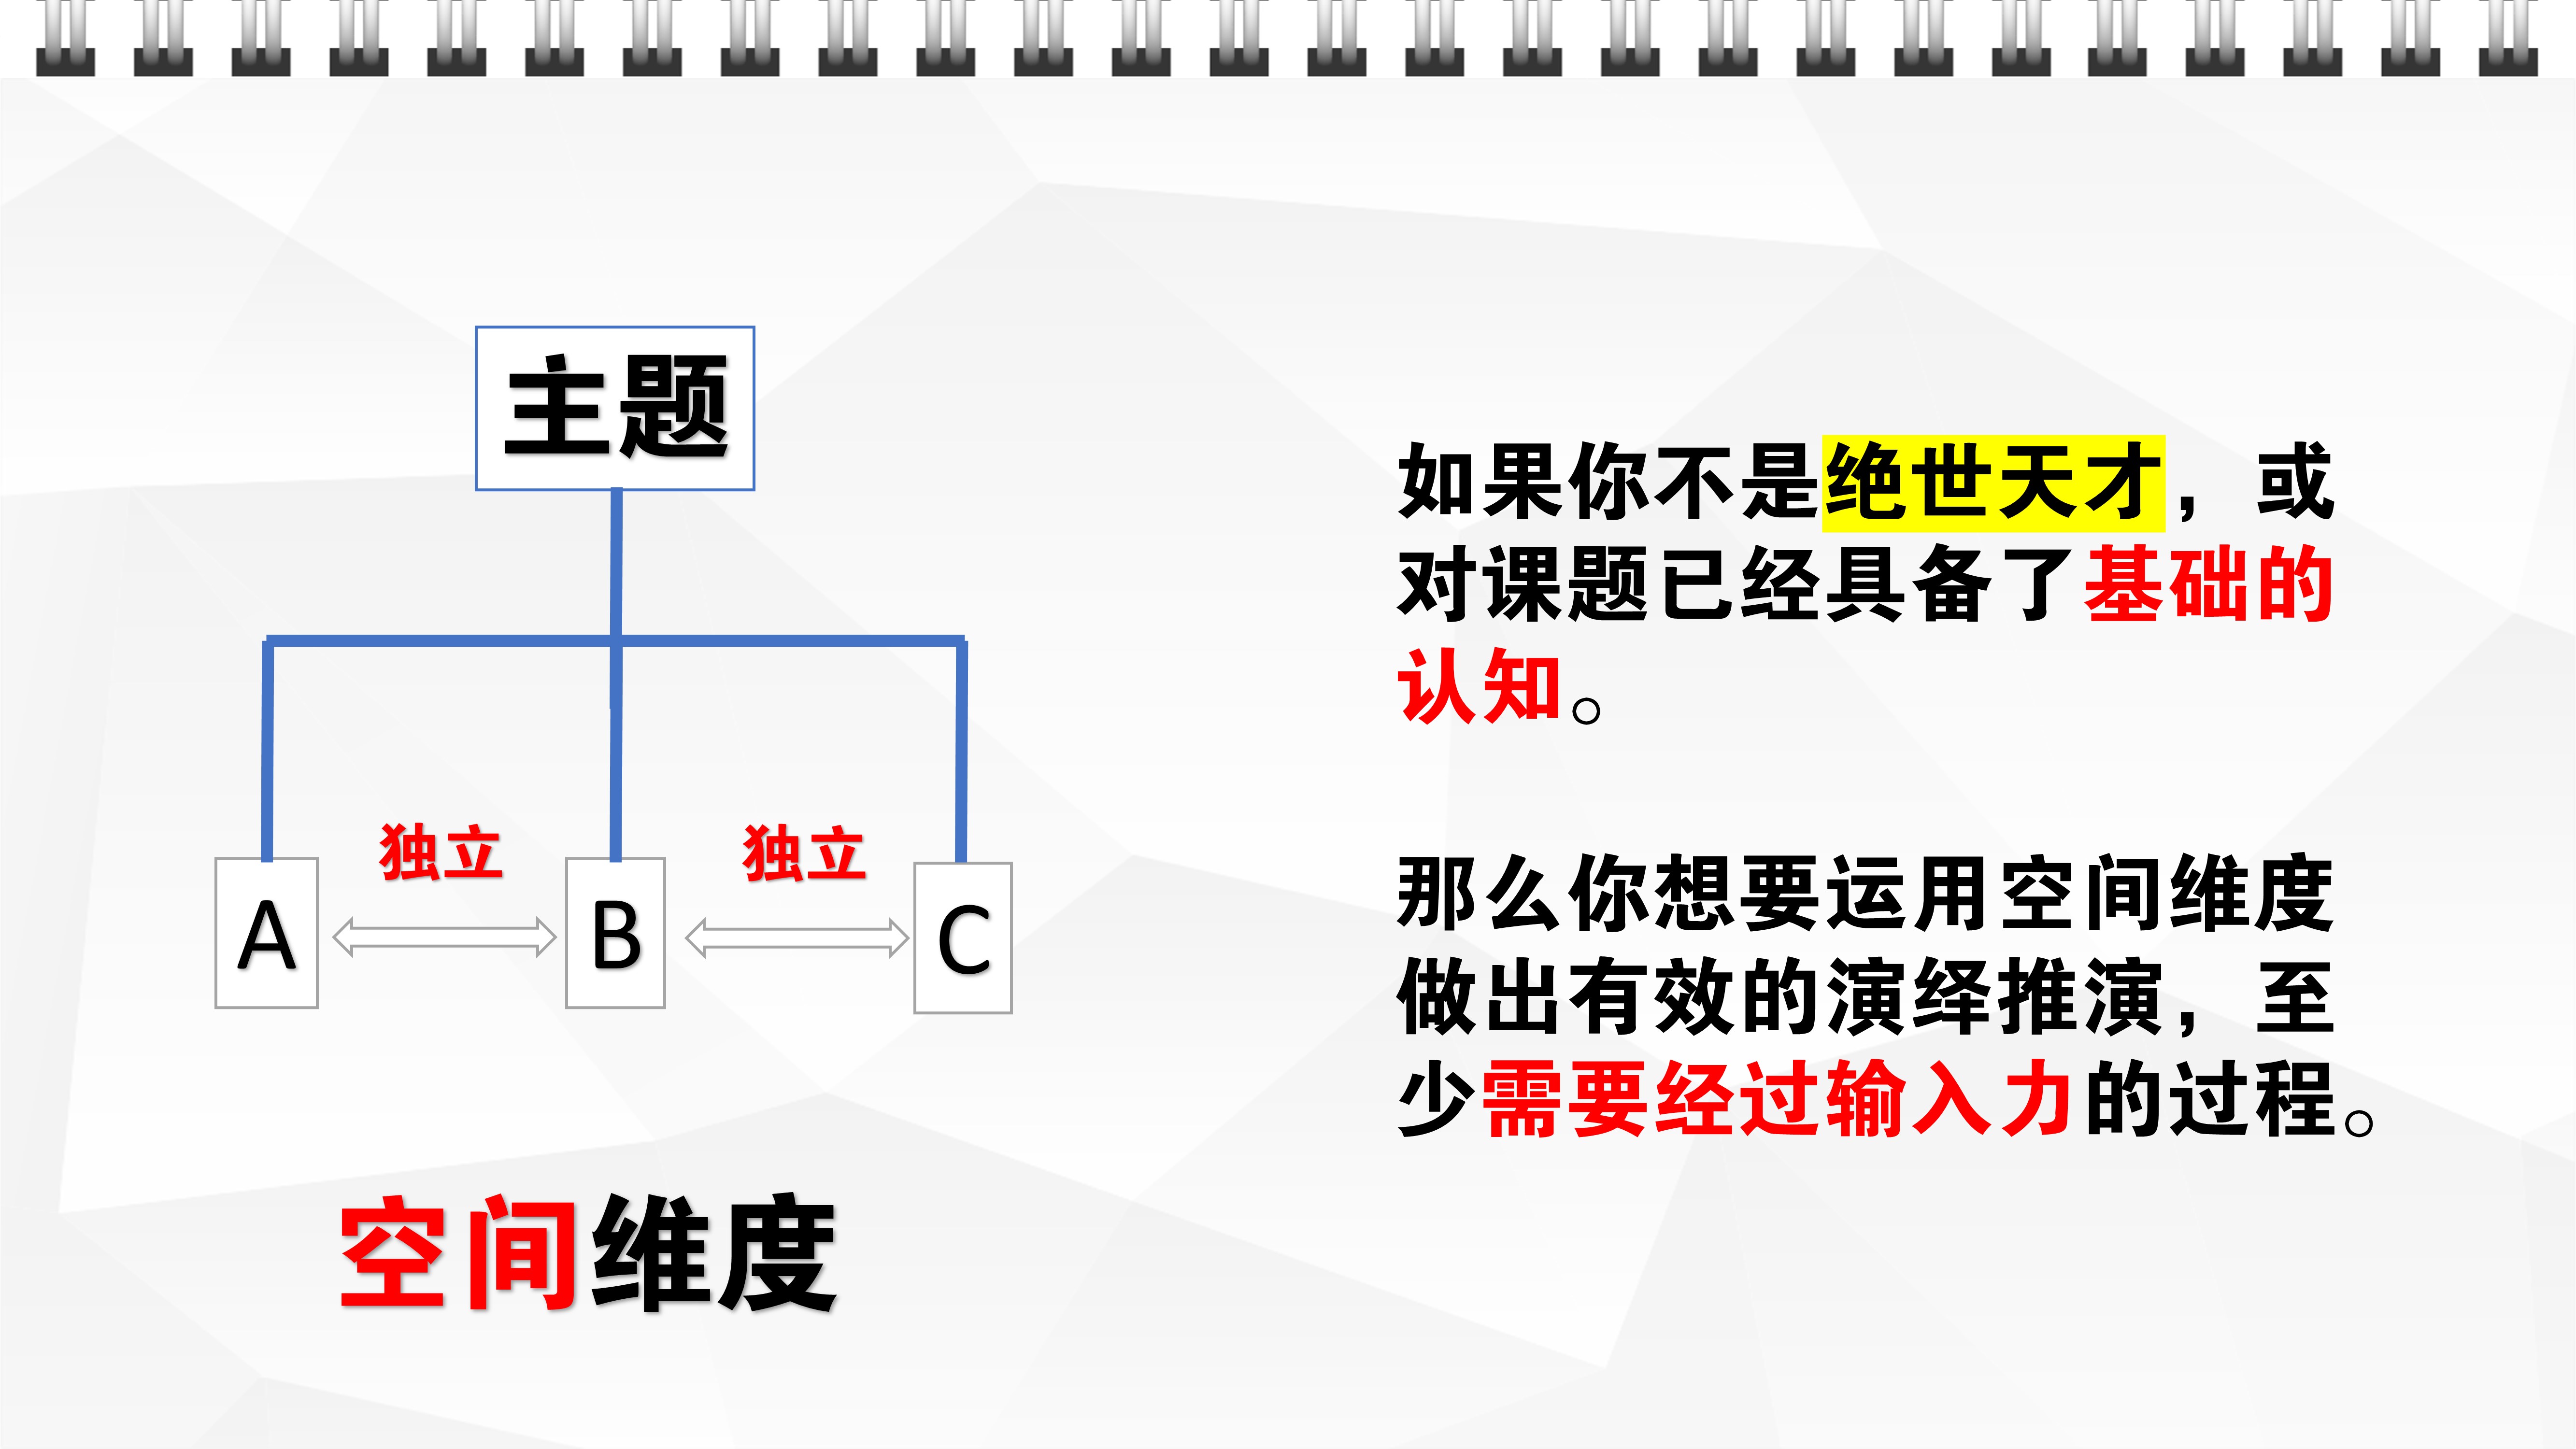 主题
独立
独立
A
B
C
空间维度
如果你不是绝世天才，或
对课题已经具备了基础的
认知。
那么你想要运用空间维度
做出有效的演绎推演，至
少需要经过输入力的过程。